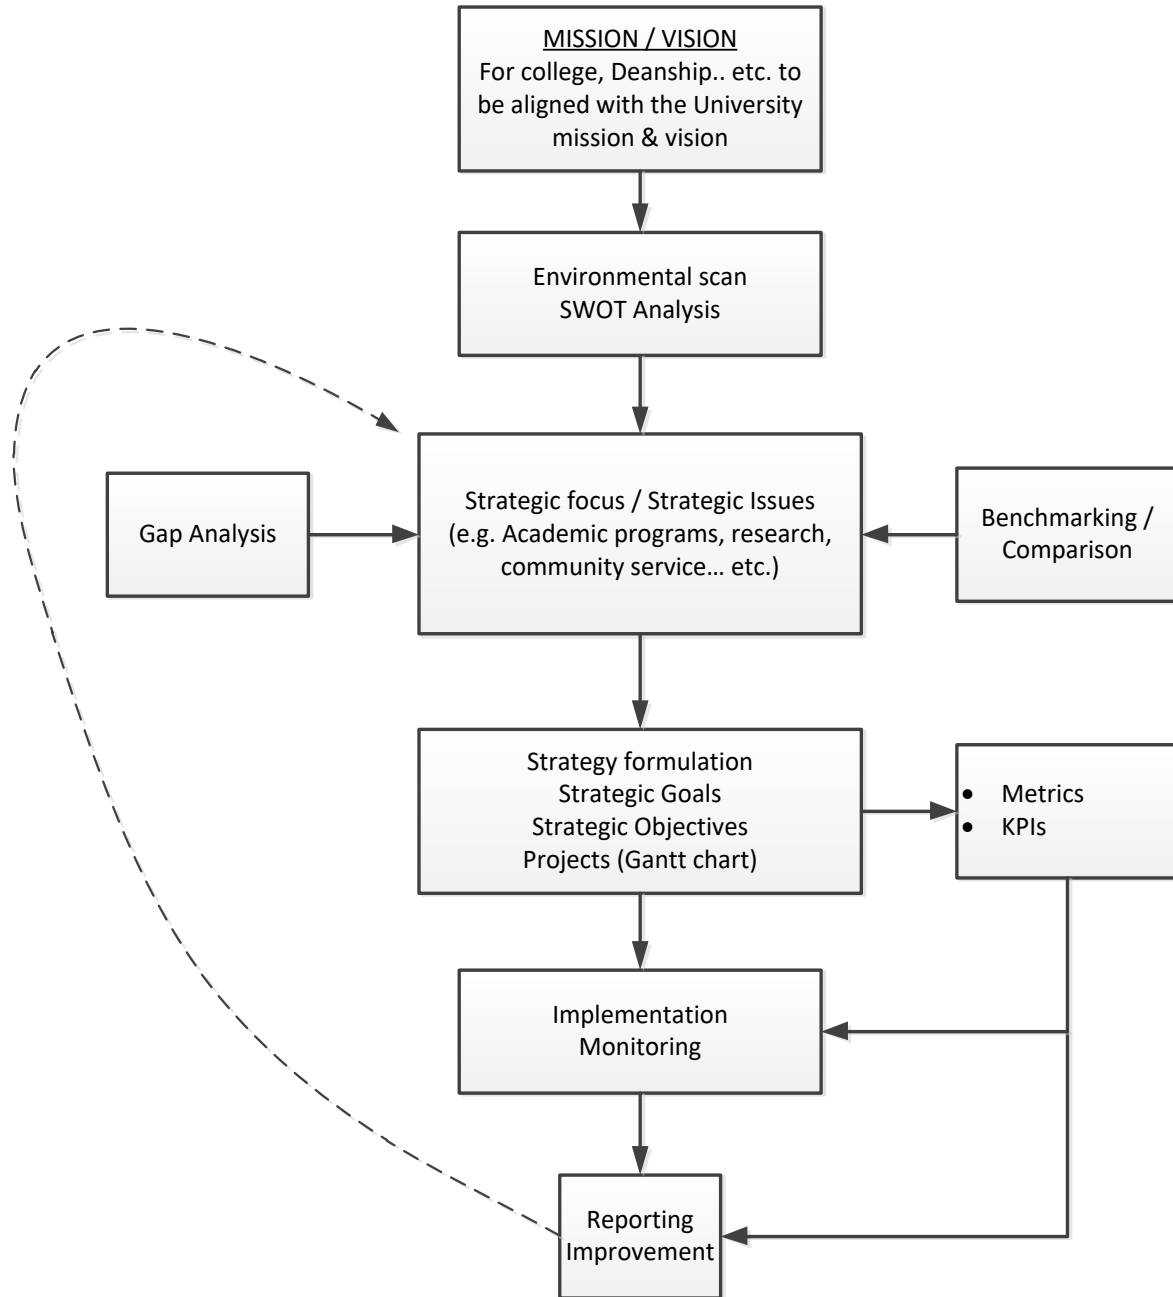 MISSION / VISION
For college, Deanship.. etc. to
be aligned with the University
mission & vision
Environmental scan
SWOT Analysis
Gap Analysis
Strategic focus / Strategic Issues
(e.g. Academic programs, research,
community service… etc.)
Benchmarking /
Comparison
Strategy formulation
Strategic Goals
Strategic Objectives
Projects (Gantt chart)
• Metrics
• KPIs
Implementation
Monitoring
Reporting
Improvement